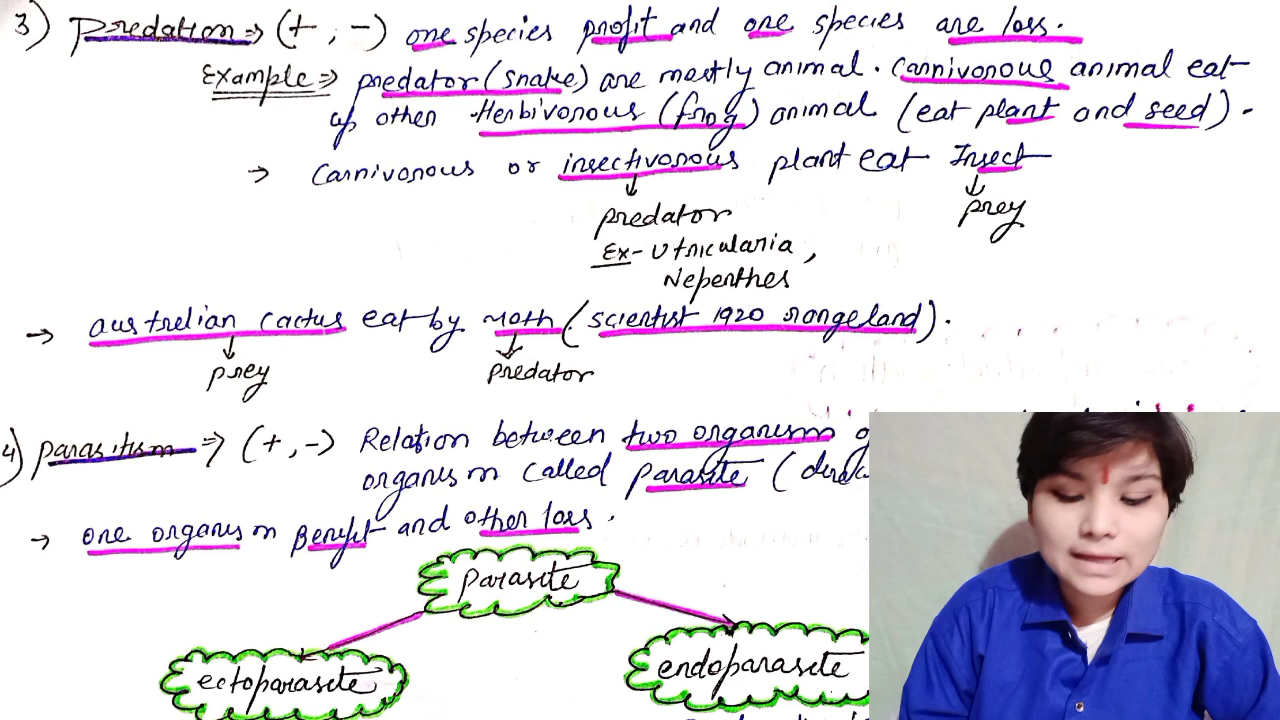 3) Predation ⇒ (+, -) one species profit and one species are loss.
Example ⇒ predator (snake) are mostly animal. Carnivorous animal eat
up other Herbivorous (frog) animal (eat plant and seed).
→ Carnivorous or insectivorous plant eat Insect
↓ ↓
predator prey
Ex- Utricularia,
Nepenthes
→ australian cactus eat by moth (scientist 1920 rangeland).
↓ ↓
prey predator
4) parasitism ⇒ (+, -) Relation between two organism
organism called parasite (
→ one organism Benefit and other loss.
parasite
ectoparasite endoparasite